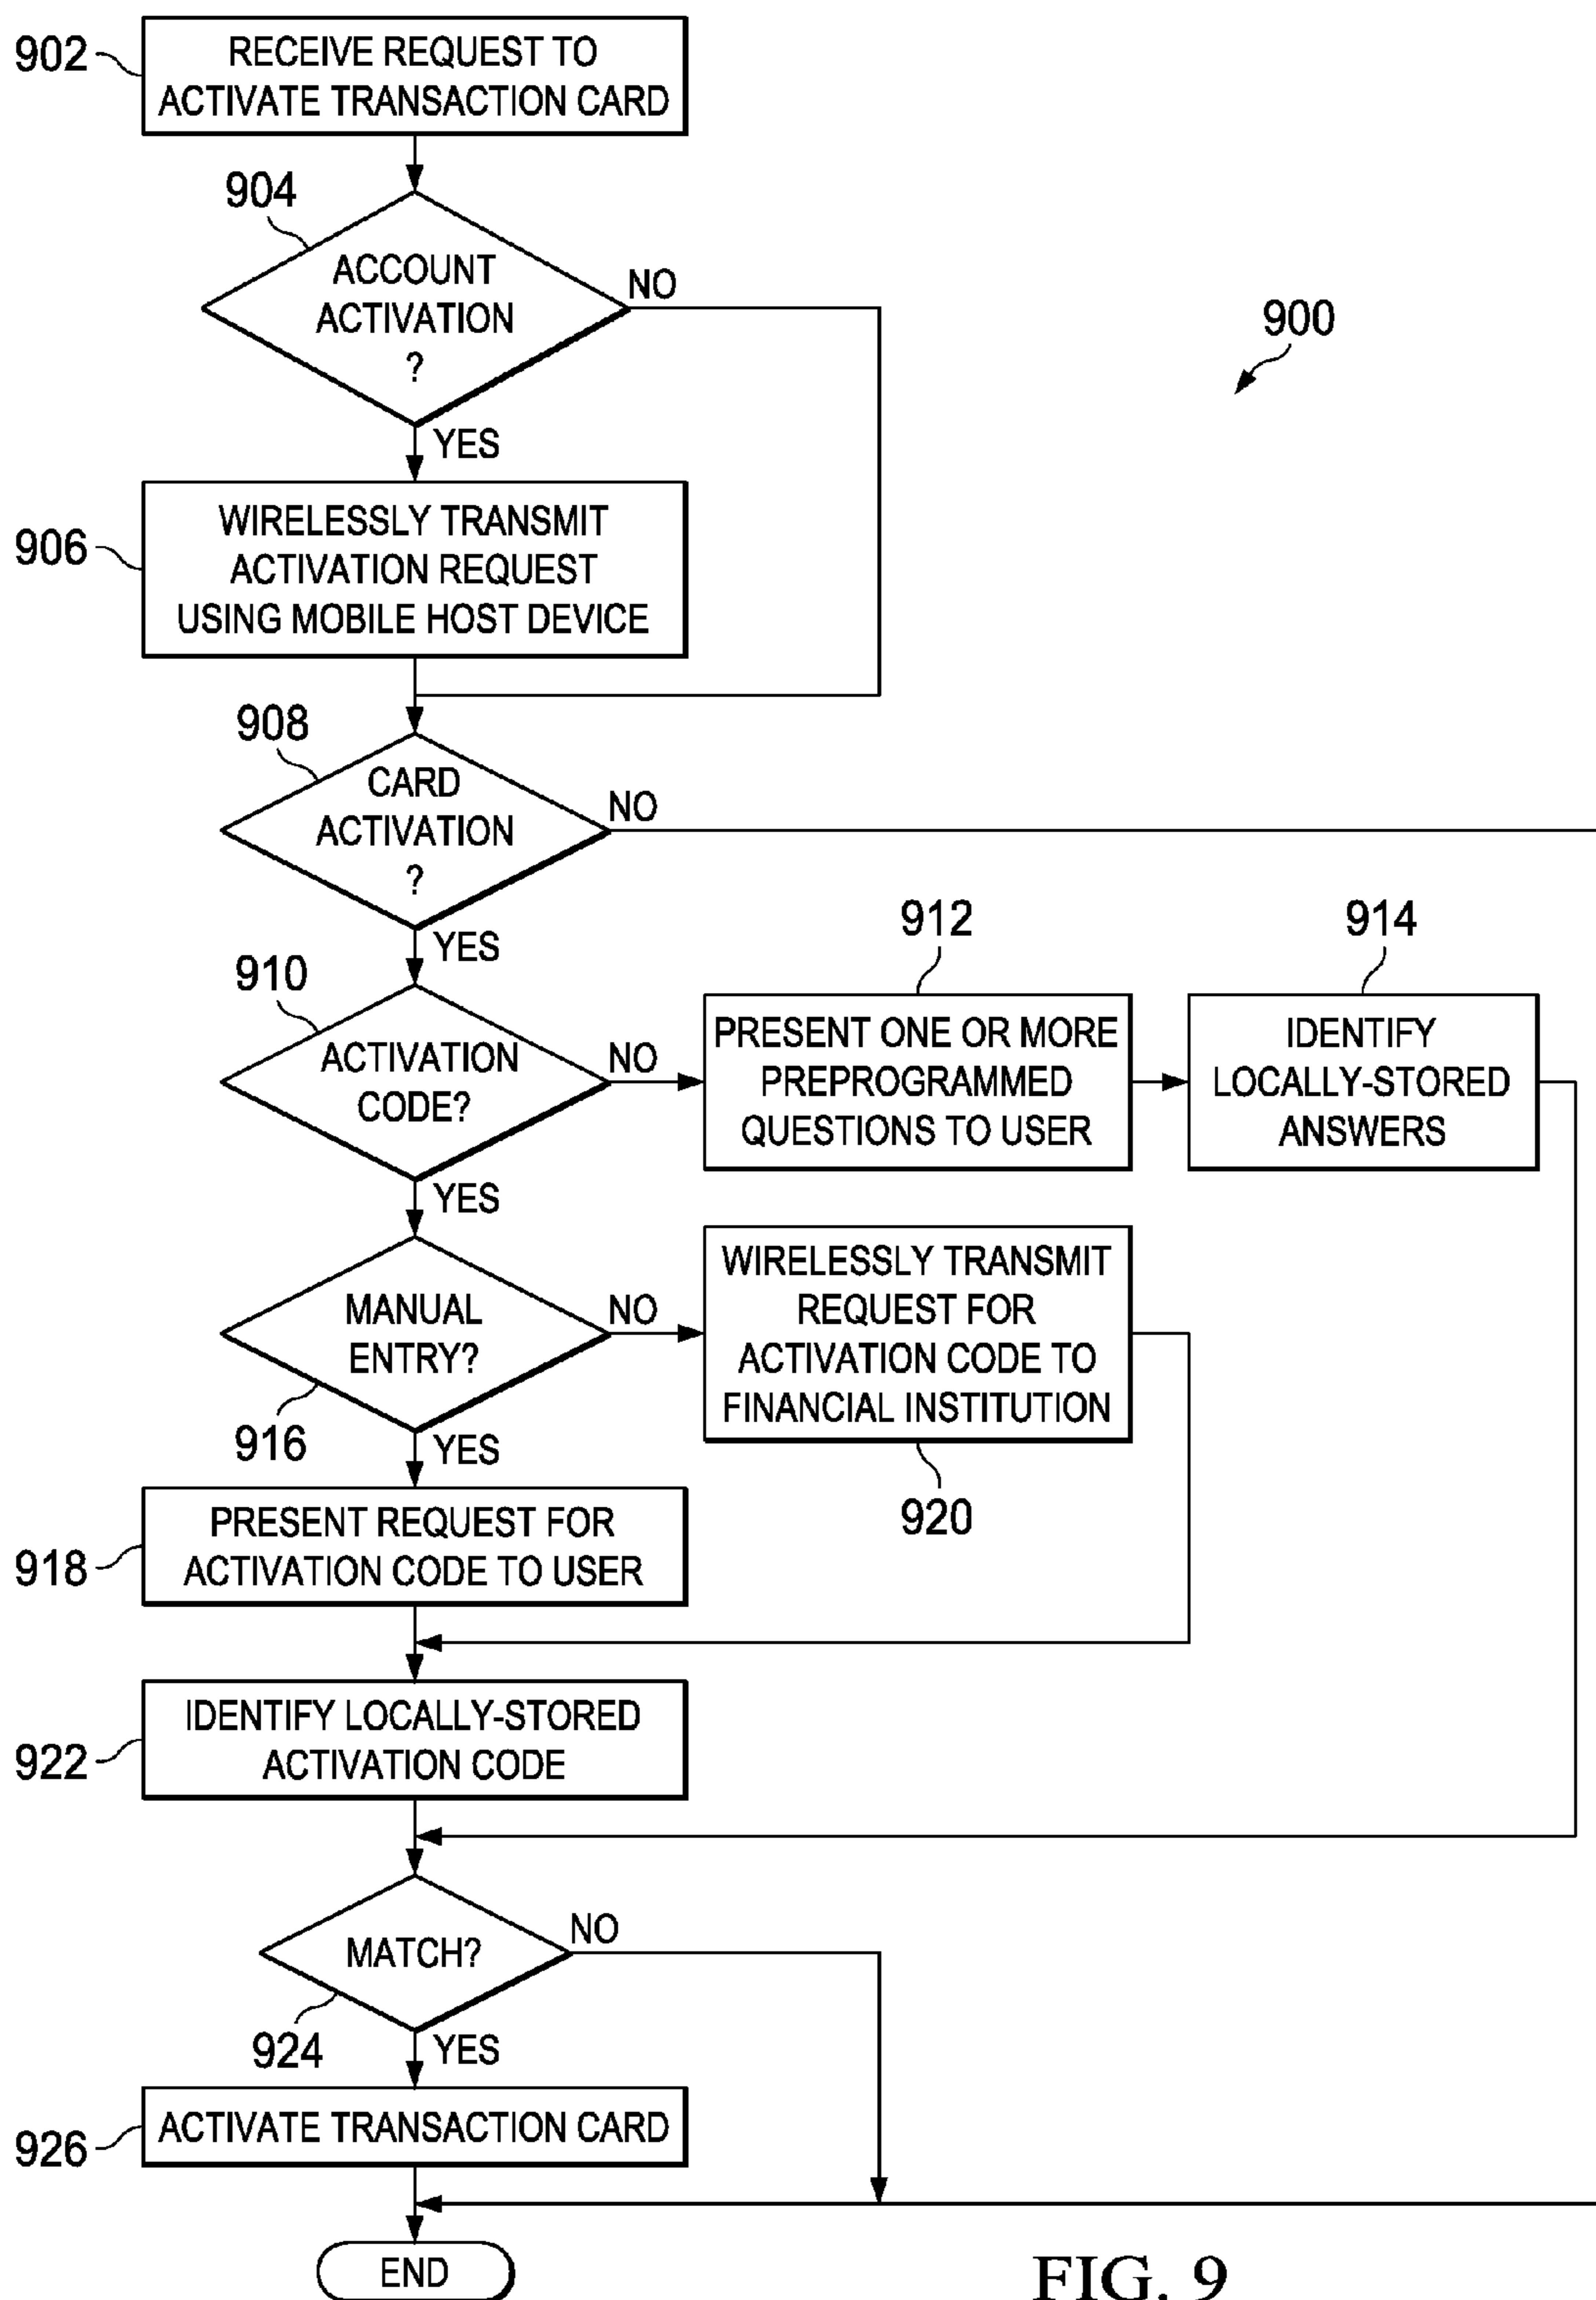 902
RECEIVE REQUEST TO
ACTIVATE TRANSACTION CARD
904
ACCOUNT
ACTIVATION
?
NO
YES
900
906
WIRELESSLY TRANSMIT
ACTIVATION REQUEST
USING MOBILE HOST DEVICE
908
CARD
ACTIVATION
?
NO
YES
910
ACTIVATION
CODE?
NO
YES
912
PRESENT ONE OR MORE
PREPROGRAMMED
QUESTIONS TO USER
914
IDENTIFY
LOCALLY-STORED
ANSWERS
MANUAL
ENTRY?
916
NO
YES
WIRELESSLY TRANSMIT
REQUEST FOR
ACTIVATION CODE TO
FINANCIAL INSTITUTION
920
918
PRESENT REQUEST FOR
ACTIVATION CODE TO USER
922
IDENTIFY LOCALLY-STORED
ACTIVATION CODE
MATCH?
NO
924
YES
926
ACTIVATE TRANSACTION CARD
END
FIG. 9